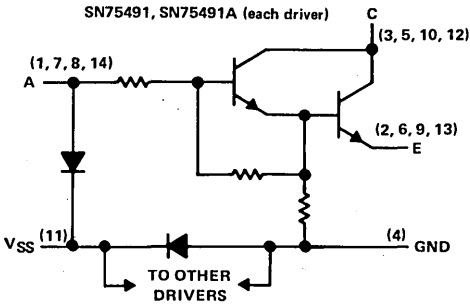 SN75491, SN75491A (each driver)
C
(3, 5, 10, 12)
(1, 7, 8, 14)
A
(2, 6, 9, 13)
E
VSS (11)
(4) GND
TO OTHER
DRIVERS